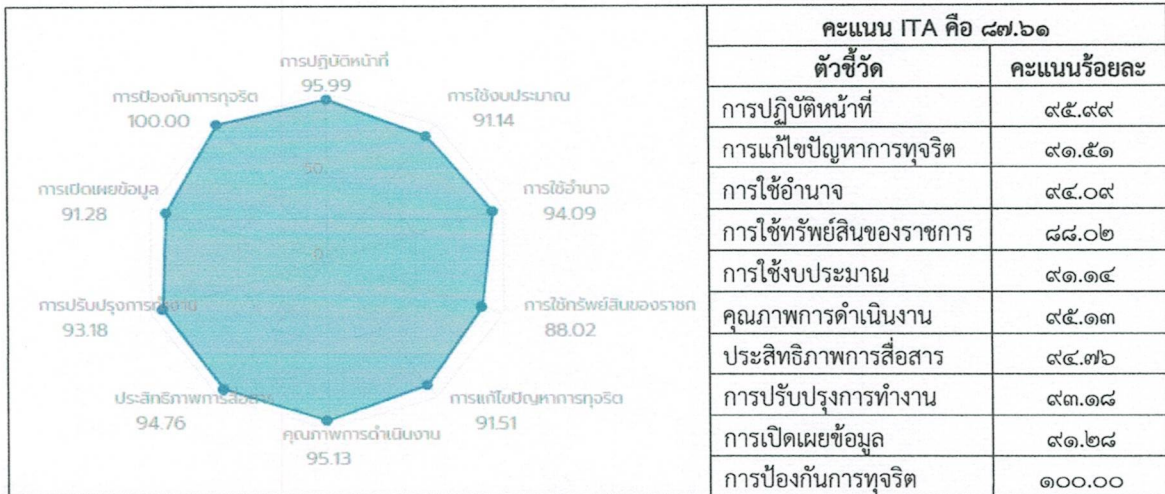 การปฏิบัติหน้าที่
95.99
การใช้งบประมาณ
91.14
การใช้อำนาจ
94.09
การใช้ทรัพย์สินของราชก
88.02
การแก้ไขปัญหาการทุจริต
91.51
คุณภาพการดำเนินงาน
95.13
ประสิทธิภาพการสื่อสาร
94.76
การปรับปรุงการทำงาน
93.18
การเปิดเผยข้อมูล
91.28
การป้องกันการทุจริต
100.00
50
0
คะแนน ITA คือ ๘๗.๖๑
ตัวชี้วัด คะแนนร้อยละ
การปฏิบัติหน้าที่ ๙๕.๙๙
การแก้ไขปัญหาการทุจริต ๙๑.๕๑
การใช้อำนาจ ๙๔.๐๙
การใช้ทรัพย์สินของราชการ ๘๘.๐๒
การใช้งบประมาณ ๙๑.๑๔
คุณภาพการดำเนินงาน ๙๕.๑๓
ประสิทธิภาพการสื่อสาร ๙๔.๗๖
การปรับปรุงการทำงาน ๙๓.๑๘
การเปิดเผยข้อมูล ๙๑.๒๘
การป้องกันการทุจริต ๑๐๐.๐๐